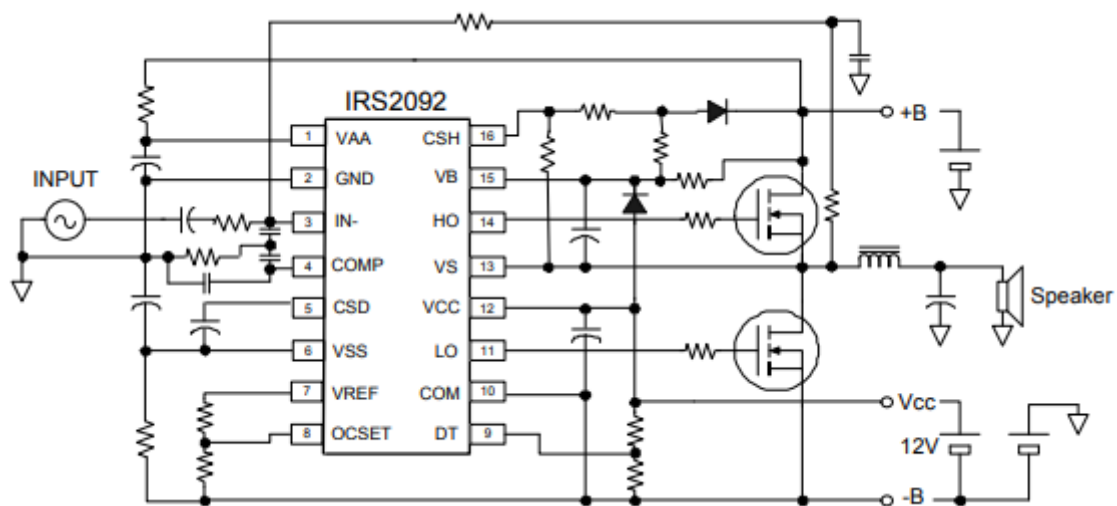 IRS2092
INPUT
1 VAA CSH 16
2 GND VB 15
3 IN- HO 14
4 COMP VS 13
5 CSD VCC 12
6 VSS LO 11
7 VREF COM 10
8 OCSET DT 9
+B
Speaker
Vcc
12V
-B